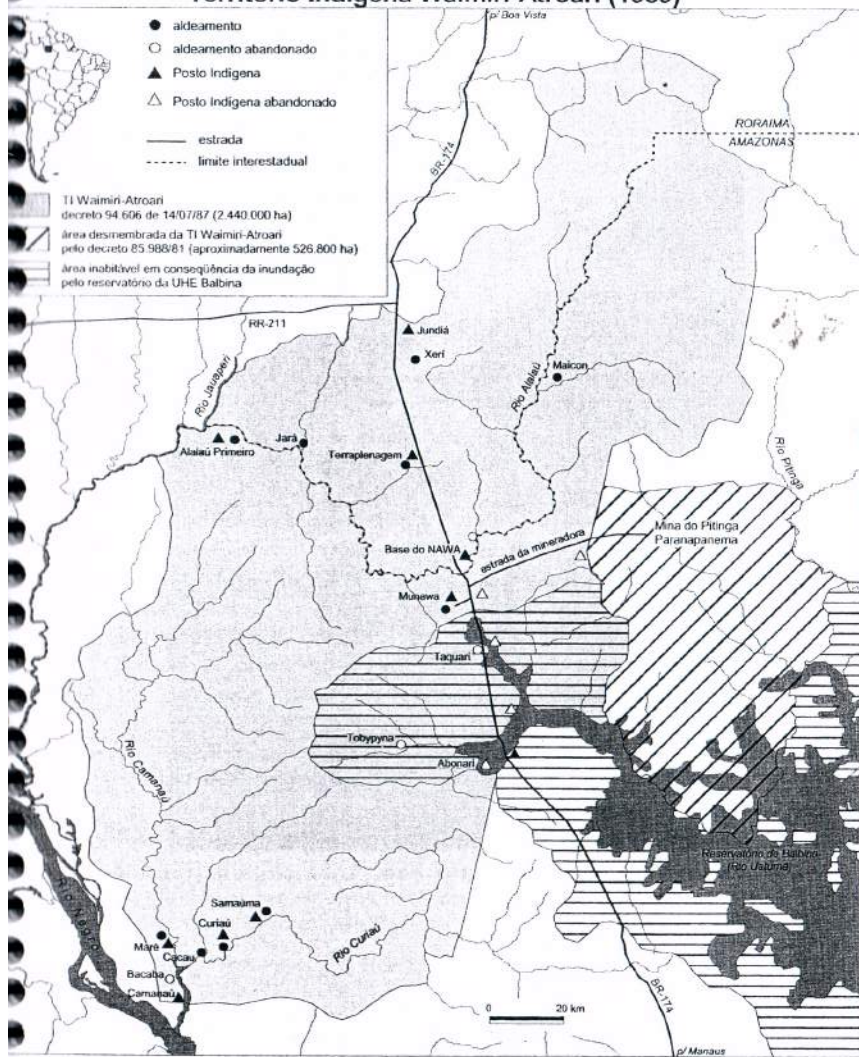 Território Indígena Waimiri-Atroari (1989)
p/ Boa Vista
aldeamento
aldeamento abandonado
Posto Indígena
Posto Indígena abandonado
estrada
limite interestadual
TI Waimiri-Atroari
decreto 94.606 de 14/07/87 (2.440.000 ha)
área desmembrada da TI Waimiri-Atroari
pelo decreto 85.988/81 (aproximadamente 526.800 ha)
área inabitável em conseqüência da inundação
pelo reservatório da UHE Balbina
BR-174
RORAIMA
AMAZONAS
RR-211
Jundiá
Xerí
Rio Jauaperi
Rio Alalaú
Maicon
Alalaú Primeiro
Jará
Terraplenagem
Rio Pitinga
Base do NAWA
estrada da mineradora
Mina do Pitinga
Paranapanema
Munawa
Taquari
Tobypyna
Abonari
Rio Camanaú
Reservatório de Balbina
(Rio Uatumã)
Rio Negro
Samaúma
Curiaú
Maré
Cacau
Rio Curiaú
Bacaba
Camanaú
0 20 km
BR-174
p/ Manaus